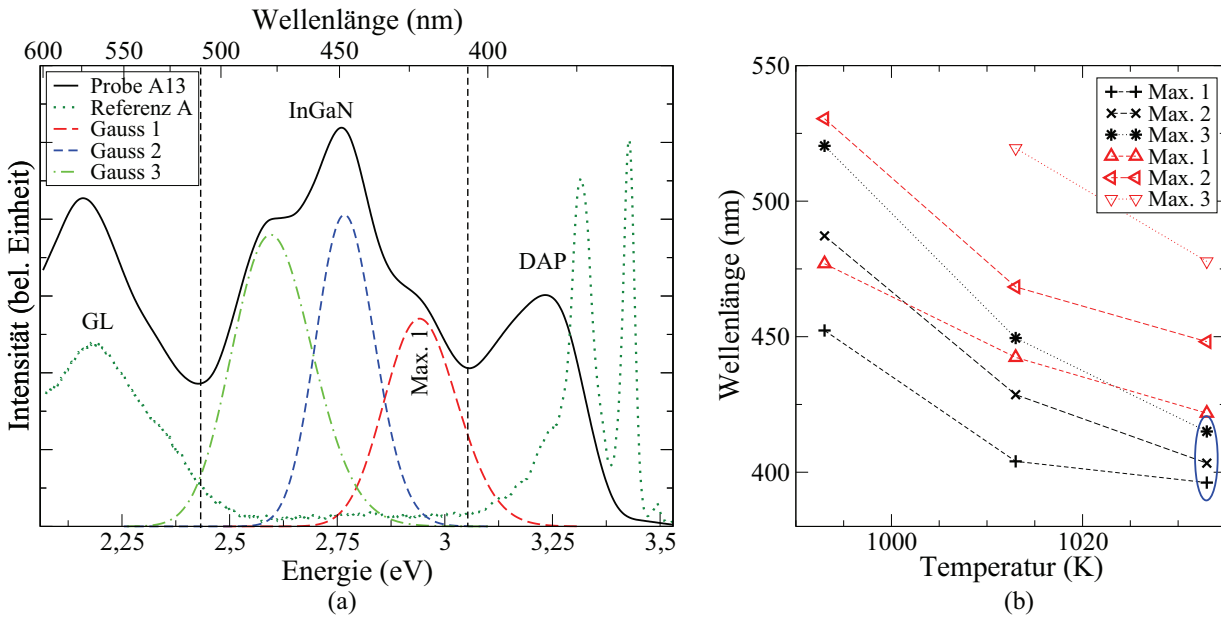 Wellenlänge (nm)
600 550 500 450 400
Probe A13
Referenz A
Gauss 1
Gauss 2
Gauss 3
InGaN
DAP
GL
Max. 1
Intensität (bel. Einheit)
2,25 2,5 2,75 3 3,25 3,5
Energie (eV)
(a)
550
500
450
400
Wellenlänge (nm)
Max. 1
Max. 2
Max. 3
Max. 1
Max. 2
Max. 3
1000 1020
Temperatur (K)
(b)